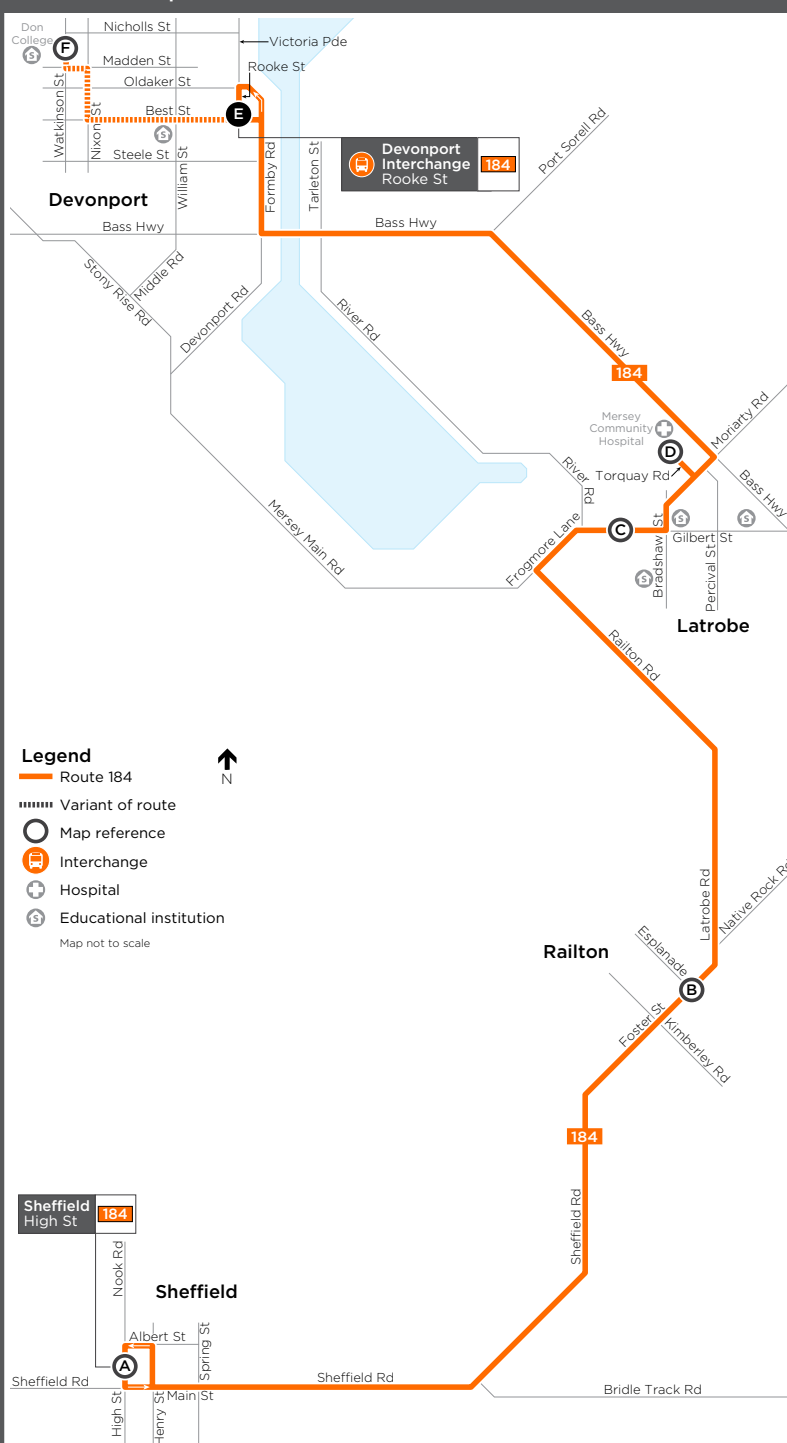 Don
College
F
Nicholls St
Victoria Pde
Madden St
Rooke St
Oldaker St
Best St
E
Watkinson St
Nixon St
Steele St
William St
Formby Rd
Tarleton St
Port Sorell Rd
Devonport
Interchange
Rooke St
184
Devonport
Bass Hwy
Bass Hwy
Stony Rise Rd
Middle Rd
Devonport Rd
River Rd
Bass Hwy
184
Mersey
Community
Hospital
D
Moriarty Rd
Torquay Rd
Bass Hwy
River
Rd
Mersey Main Rd
Frogmore Lane
C
Bradshaw St
Gilbert St
Percival St
Latrobe
Railton Rd
Legend
Route 184
N
Variant of route
Map reference
Interchange
Hospital
Educational institution
Map not to scale
Latrobe Rd
Native Rock Rd
Railton
Esplanade
B
Foster St
Kimberley Rd
184
Sheffield Rd
Sheffield
High St
184
Nook Rd
Sheffield
Albert St
Spring St
A
Sheffield Rd
Sheffield Rd
Main St
High St
Henry St
Bridle Track Rd